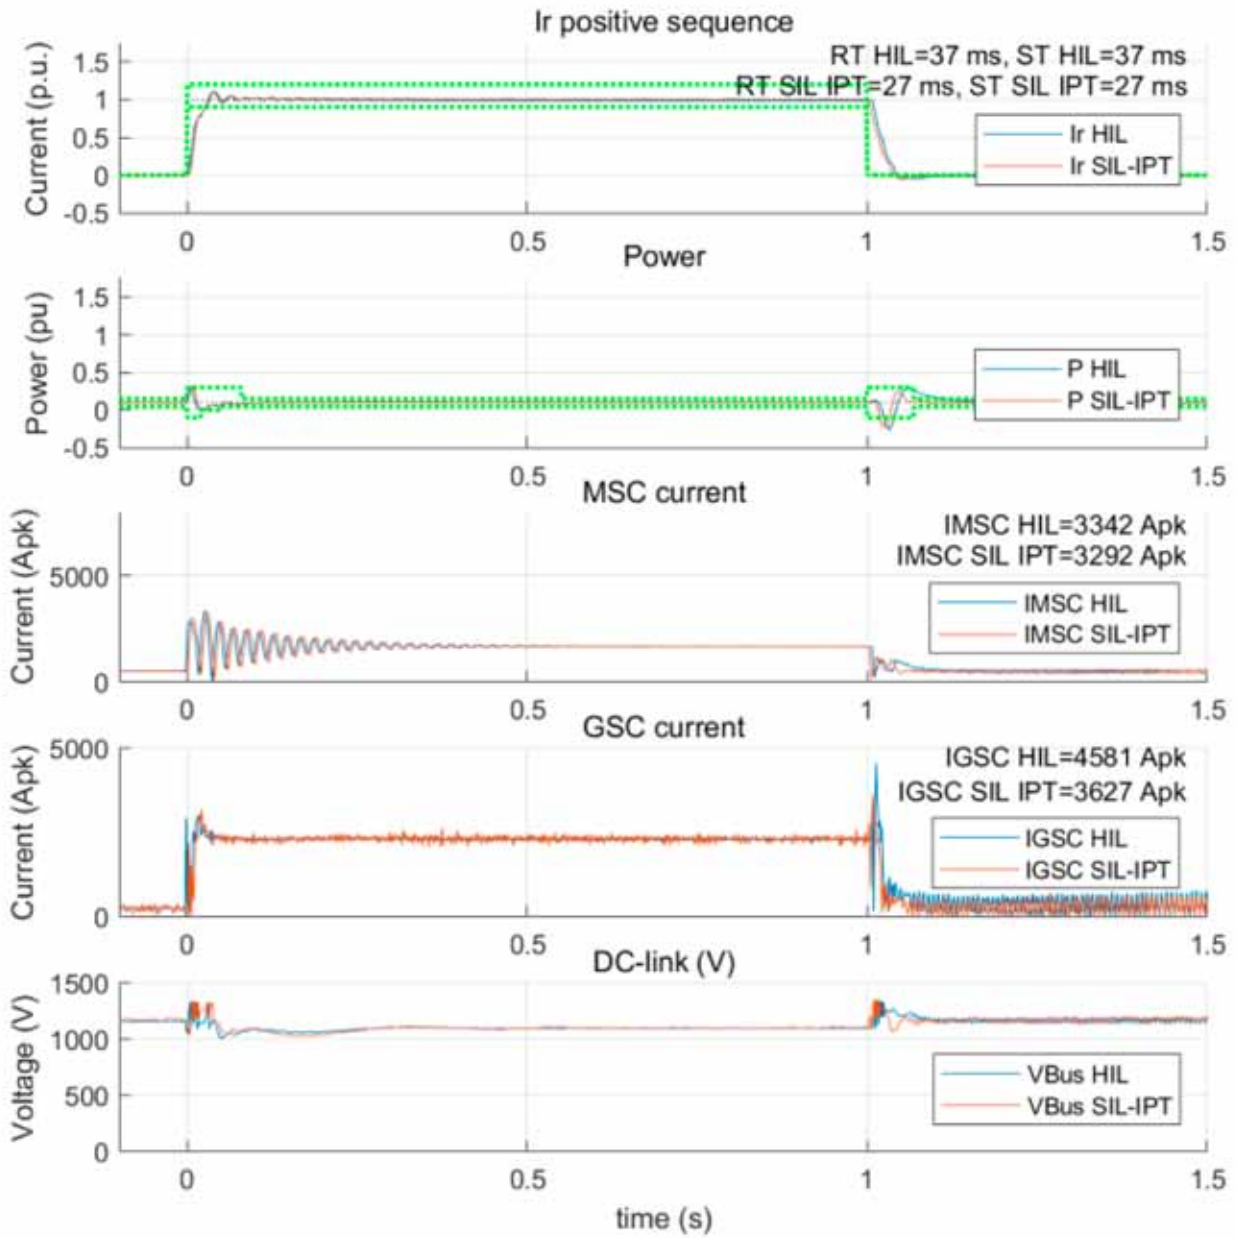 Ir positive sequence
RT HIL=37 ms, ST HIL=37 ms
RT SIL IPT=27 ms, ST SIL IPT=27 ms
Current (p.u.)
1.5
1
0.5
0
-0.5
Ir HIL
Ir SIL-IPT
0
0.5
1
1.5
Power
Power (pu)
1.5
1
0.5
0
-0.5
P HIL
P SIL-IPT
0
0.5
1
1.5
MSC current
IMSC HIL=3342 Apk
IMSC SIL IPT=3292 Apk
Current (Apk)
5000
0
IMSC HIL
IMSC SIL-IPT
0
0.5
1
1.5
GSC current
IGSC HIL=4581 Apk
IGSC SIL IPT=3627 Apk
Current (Apk)
5000
0
IGSC HIL
IGSC SIL-IPT
0
0.5
1
1.5
DC-link (V)
Voltage (V)
1500
1000
500
0
VBus HIL
VBus SIL-IPT
0
0.5
1
1.5
time (s)